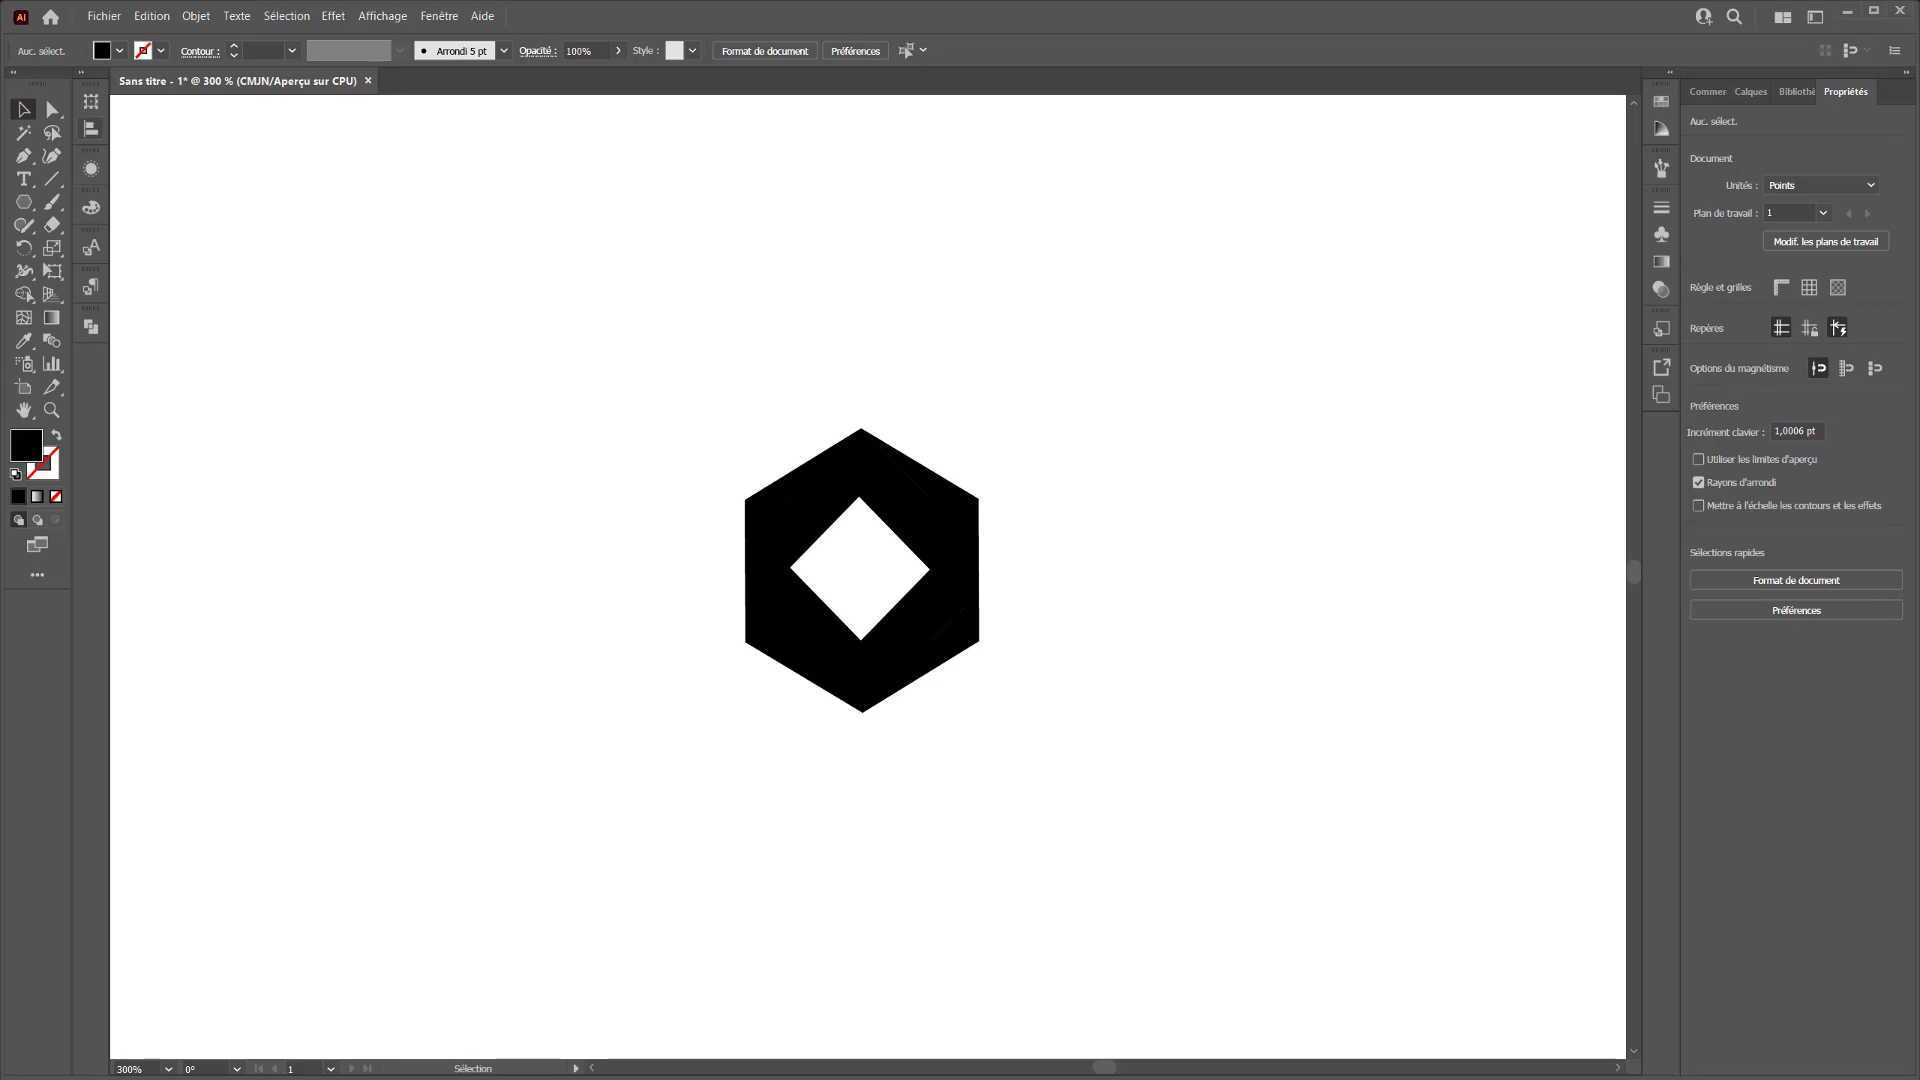 Ai Fichier Edition Objet Texte Sélection Effet Affichage Fenêtre Aide
Auc. sélect. Contour : Arrondi 5 pt Opacité : 100% Style : Format de document Préférences
Sans titre - 1* @ 300 % (CMJN/Aperçu sur CPU) ×
Commer Calques Bibliothè Propriétés
Auc. sélect.
Document
Unités : Points
Plan de travail : 1
Modif. les plans de travail
Règle et grilles
Repères
Options du magnétisme
Préférences
Incrément clavier : 1,0006 pt
Utiliser les limites d'aperçu
Rayons d'arrondi
Mettre à l'échelle les contours et les effets
Sélections rapides
Format de document
Préférences
300% 0° 1 Sélection